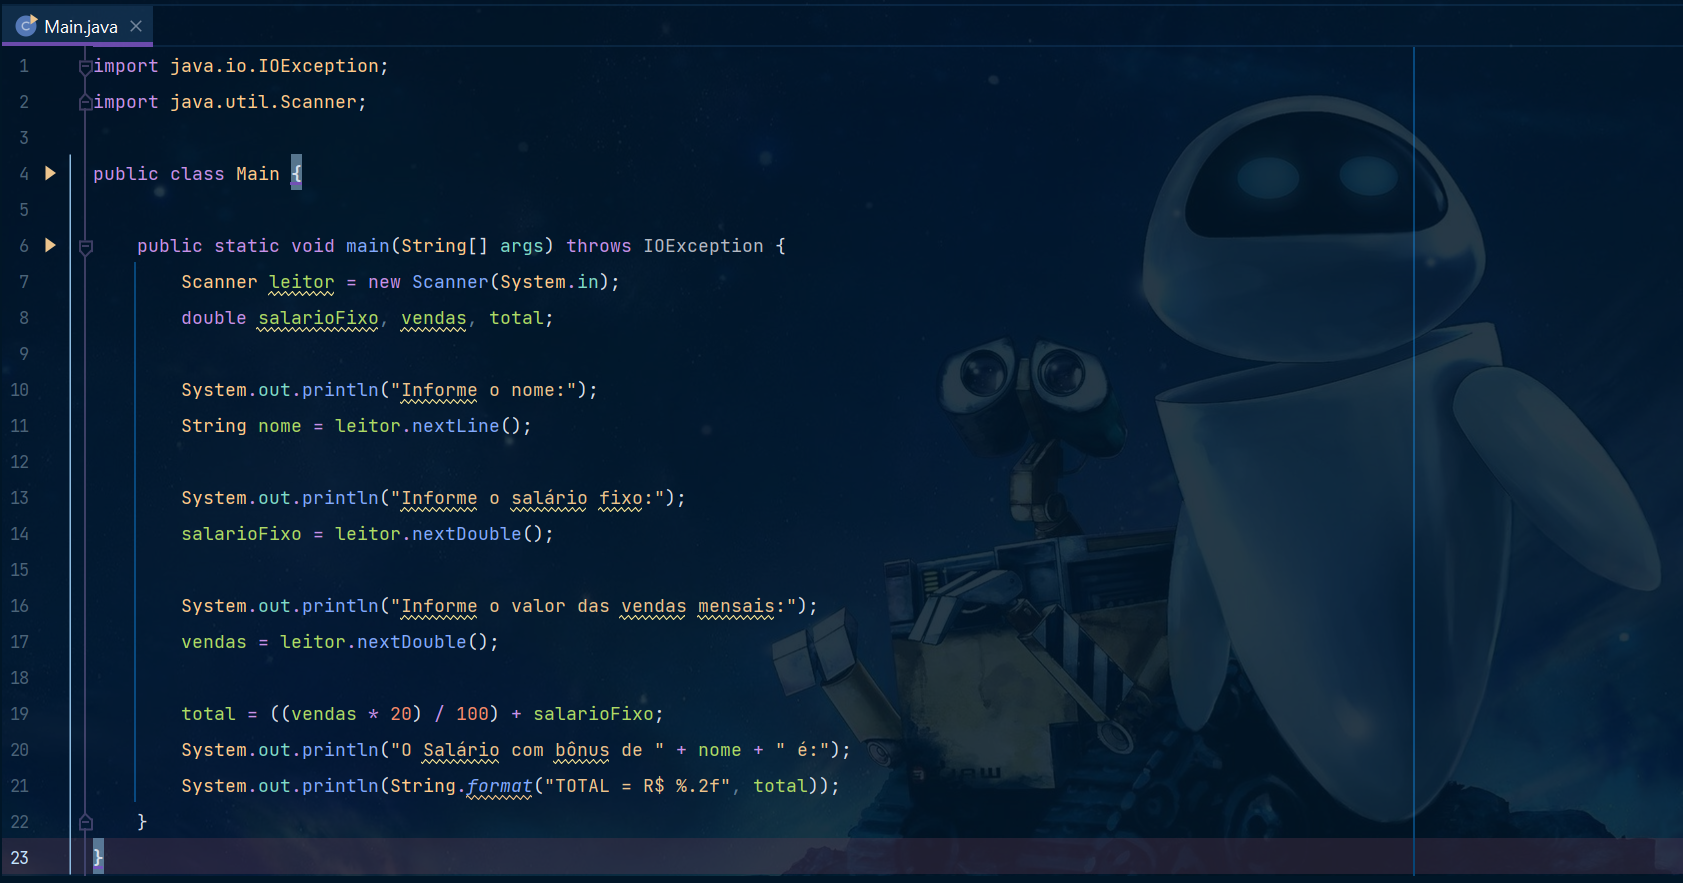 Main.java
1 import java.io.IOException;
2 import java.util.Scanner;
3
4 public class Main {
5
6 public static void main(String[] args) throws IOException {
7 Scanner leitor = new Scanner(System.in);
8 double salarioFixo, vendas, total;
9
10 System.out.println("Informe o nome:");
11 String nome = leitor.nextLine();
12
13 System.out.println("Informe o salário fixo:");
14 salarioFixo = leitor.nextDouble();
15
16 System.out.println("Informe o valor das vendas mensais:");
17 vendas = leitor.nextDouble();
18
19 total = ((vendas * 20) / 100) + salarioFixo;
20 System.out.println("O Salário com bônus de " + nome + " é:");
21 System.out.println(String.format("TOTAL = R$ %.2f", total));
22 }
23 }